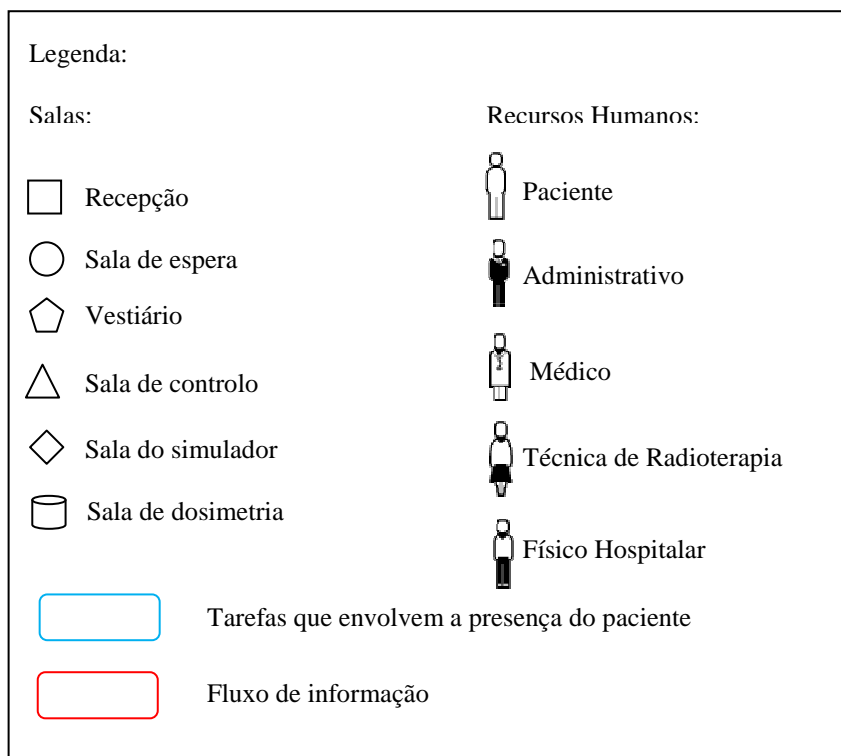 Legenda:
Salas:
Recursos Humanos:
Recepção
Paciente
Sala de espera
Administrativo
Vestiário
Médico
Sala de controlo
Sala do simulador
Técnica de Radioterapia
Sala de dosimetria
Físico Hospitalar
Tarefas que envolvem a presença do paciente
Fluxo de informação